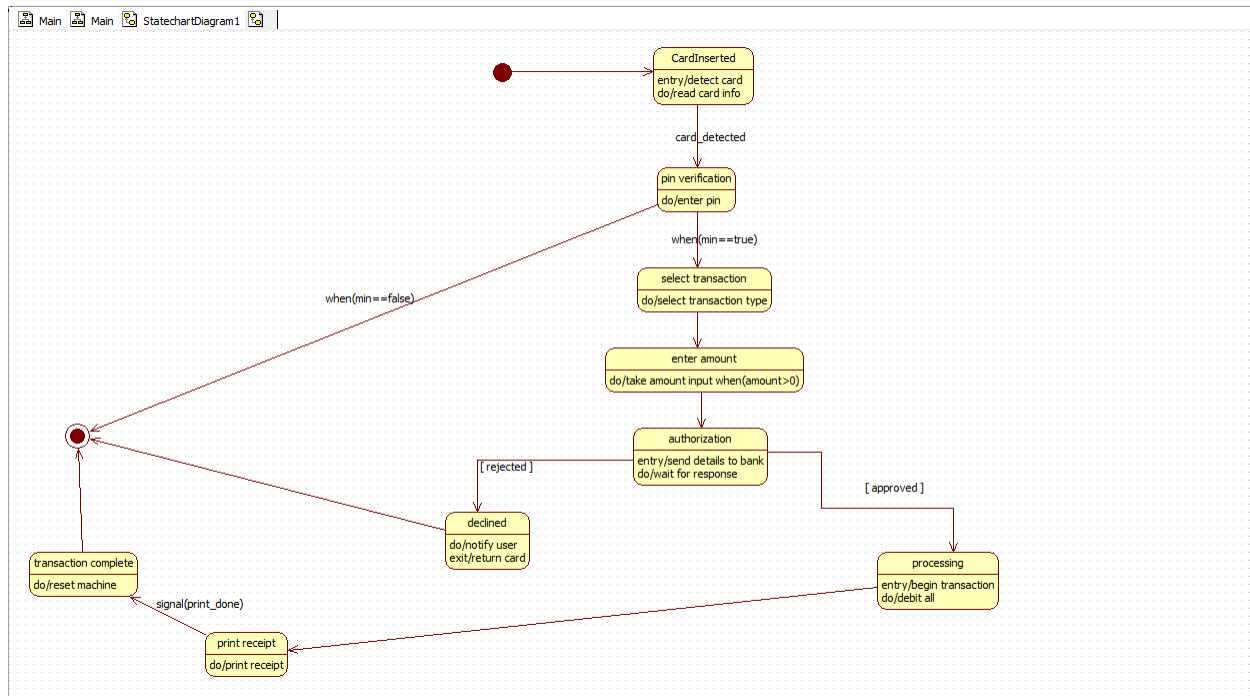 Main Main StatechartDiagram1
CardInserted
entry/detect card
do/read card info
card_detected
pin verification
do/enter pin
when(min==true)
select transaction
do/select transaction type
when(min==false)
enter amount
do/take amount input when(amount>0)
authorization
entry/send details to bank
do/wait for response
[ rejected ]
[ approved ]
declined
do/notify user
exit/return card
transaction complete
do/reset machine
processing
entry/begin transaction
do/debit all
signal(print_done)
print receipt
do/print receipt